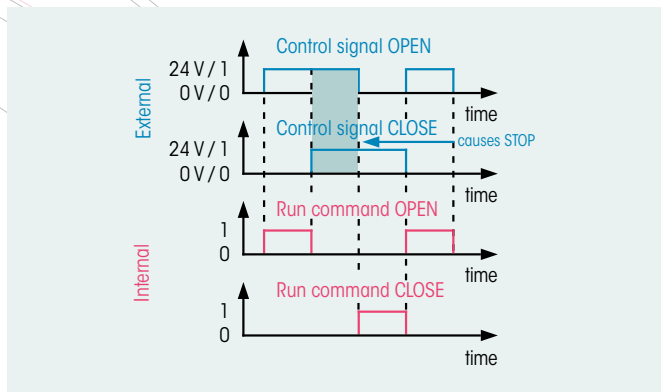 Control signal OPEN
24 V / 1
0 V / 0
time
External
Control signal CLOSE
causes STOP
24 V / 1
0 V / 0
time
Run command OPEN
1
0
time
Internal
Run command CLOSE
1
0
time